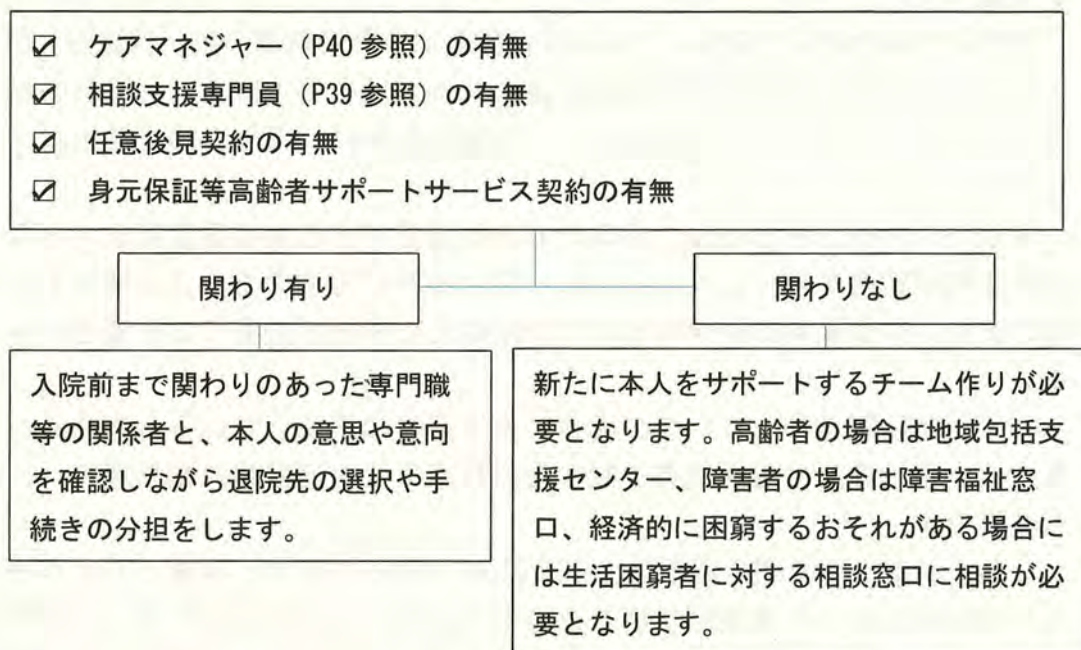 ☑ ケアマネジャー（P40 参照）の有無
☑ 相談支援専門員（P39 参照）の有無
☑ 任意後見契約の有無
☑ 身元保証等高齢者サポートサービス契約の有無
関わり有り
関わりなし
入院前まで関わりのあった専門職
等の関係者と、本人の意思や意向
を確認しながら退院先の選択や手
続きの分担をします。
新たに本人をサポートするチーム作りが必
要となります。高齢者の場合は地域包括支
援センター、障害者の場合は障害福祉窓
口、経済的に困窮するおそれがある場合に
は生活困窮者に対する相談窓口に相談が必
要となります。